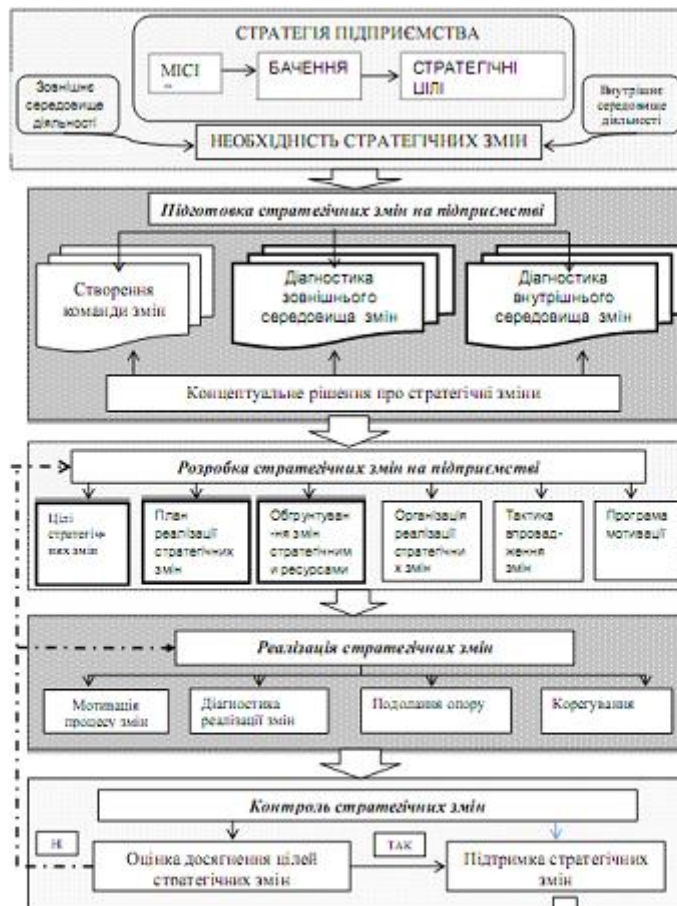 СТРАТЕГІЯ ПІДПРИЄМСТВА
МІСІ
БАЧЕННЯ
СТРАТЕГІЧНІ
ЦІЛІ
Зовнішнє
середовище
діяльності
Внутрішнє
середовище
діяльності
НЕОБХІДНІСТЬ СТРАТЕГІЧНИХ ЗМІН
Підготовка стратегічних змін на підприємстві
Створення
команди змін
Діагностика
зовнішнього
середовища змін
Діагностика
внутрішнього
середовища змін
Концептуальне рішення про стратегічні зміни
Розробка стратегічних змін на підприємстві
Цілі
стратегіч-
них змін
План
реалізації
стратегічних
змін
Обґрунтуван
-ня змін
стратегічним
и ресурсами
Організація
реалізації
стратегічни
х змін
Тактика
впровад-
ження
змін
Програма
мотивації
Реалізація стратегічних змін
Мотивація
процесу змін
Діагностика
реалізації змін
Подолання опору
Корегування
Контроль стратегічних змін
НІ
Оцінка досягнення цілей
стратегічних змін
ТАК
Підтримка стратегічних
змін